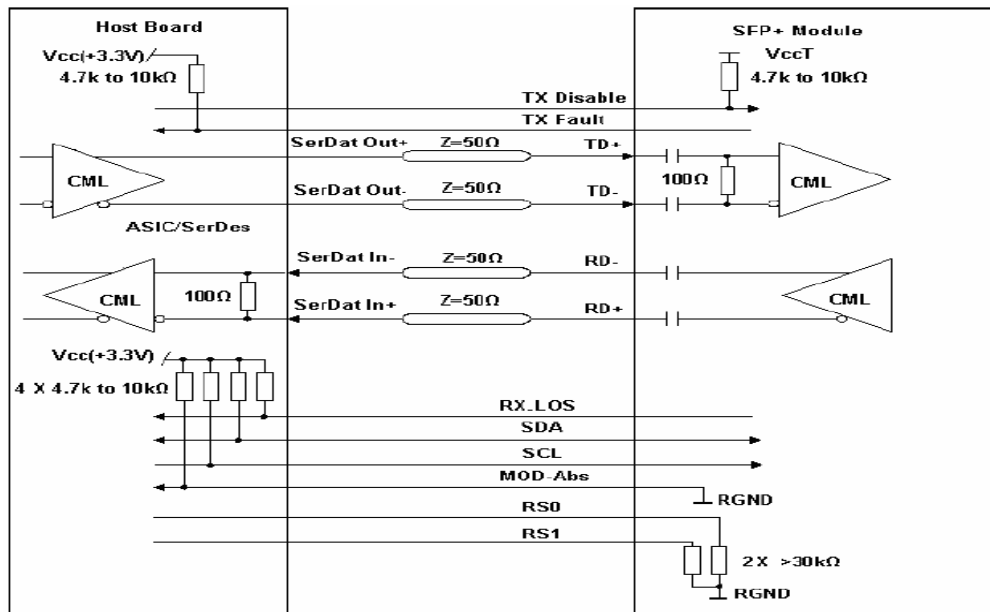 Host Board
SFP+ Module
Vcc(+3.3V)
4.7k to 10kΩ
VccT
4.7k to 10kΩ
TX Disable
TX Fault
SerDat Out+
Z=50Ω
TD+
CML
100Ω
CML
SerDat Out-
Z=50Ω
TD-
ASIC/SerDes
SerDat In-
Z=50Ω
RD-
CML
100Ω
CML
SerDat In+
Z=50Ω
RD+
Vcc(+3.3V)
4 X 4.7k to 10kΩ
RX_LOS
SDA
SCL
MOD-Abs
RGND
RS0
RS1
2 X >30kΩ
RGND